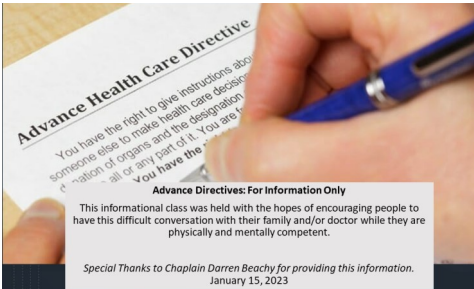 Advance Health Care Directive
You have the right to give instructions abou
someone else to make health care decision
of organs and the designation
all or any part of it. You are f
You have the
Advance Directives: For Information Only
This informational class was held with the hopes of encouraging people to
have this difficult conversation with their family and/or doctor while they are
physically and mentally competent.
Special Thanks to Chaplain Darren Beachy for providing this information.
January 15, 2023